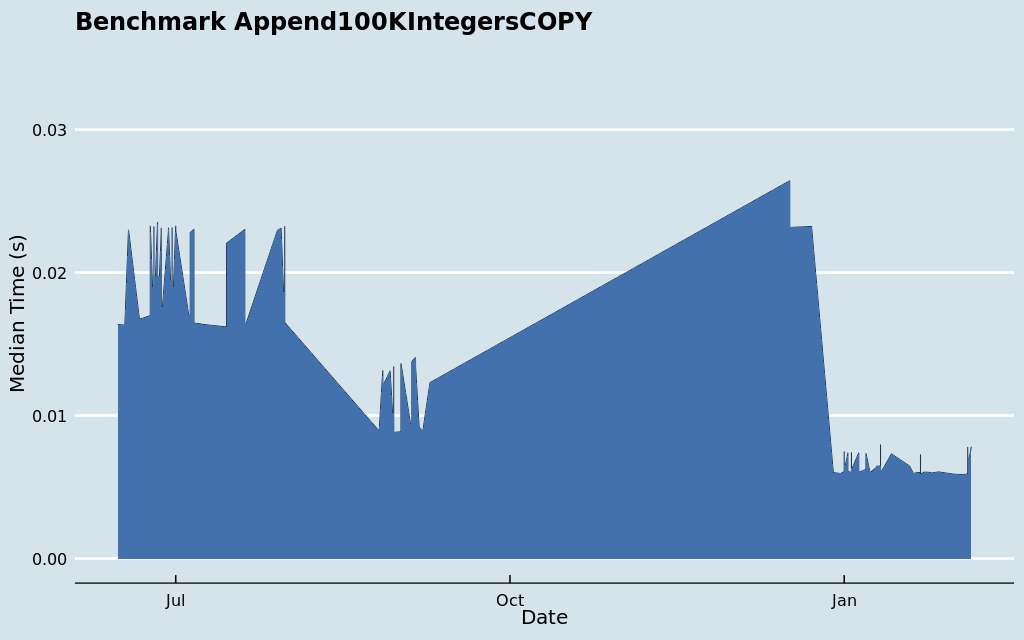 Benchmark Append100KIntegersCOPY
0.03
0.02
0.01
0.00
Median Time (s)
Jul
Oct
Jan
Date